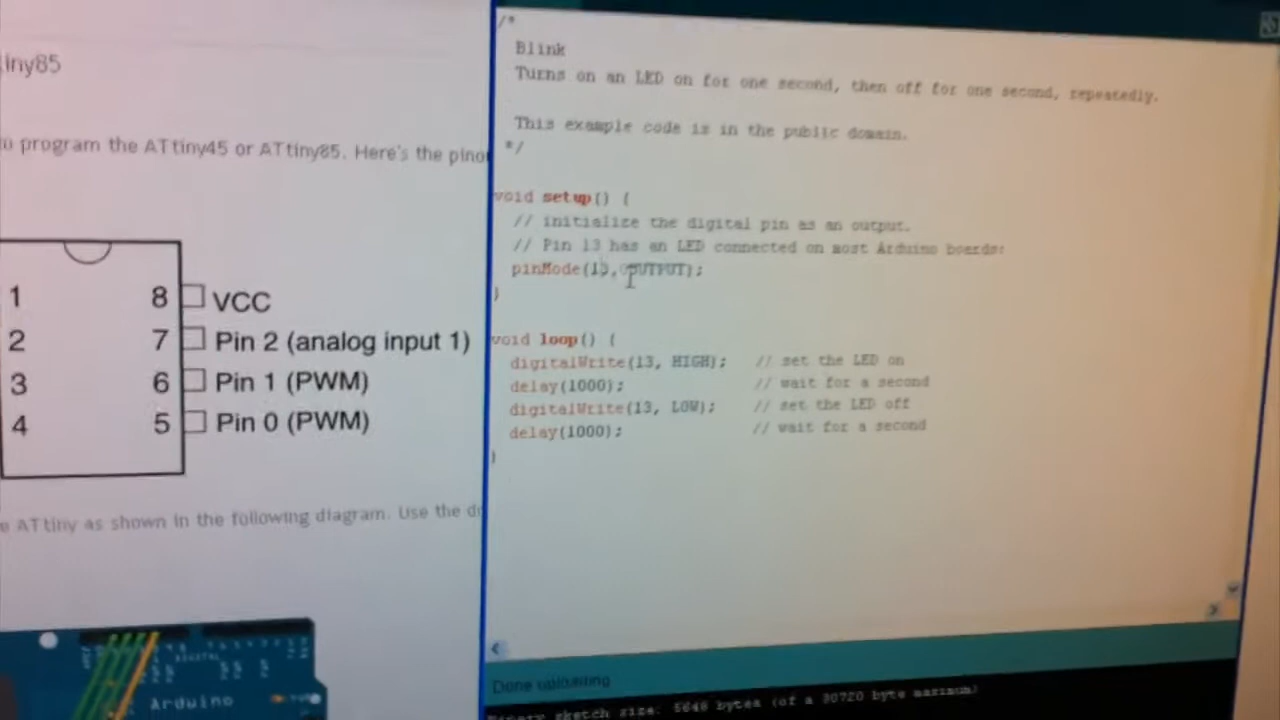 iny85
o program the ATtiny45 or ATtiny85. Here's the pino
1
2
3
4
8 VCC
7 Pin 2 (analog input 1)
6 Pin 1 (PWM)
5 Pin 0 (PWM)
e ATtiny as shown in the following diagram. Use the
DIGITAL
Arduino
/*
Blink
Turns on an LED on for one second, then off for one second, repeatedly.
This example code is in the public domain.
*/
void setup() {
// initialize the digital pin as an output.
// Pin 13 has an LED connected on most Arduino boards:
pinMode(13, OUTPUT);
}
void loop() {
digitalWrite(13, HIGH); // set the LED on
delay(1000); // wait for a second
digitalWrite(13, LOW); // set the LED off
delay(1000); // wait for a second
}
Done uploading
Binary sketch size: 5648 bytes (of a 30720 byte maximum)